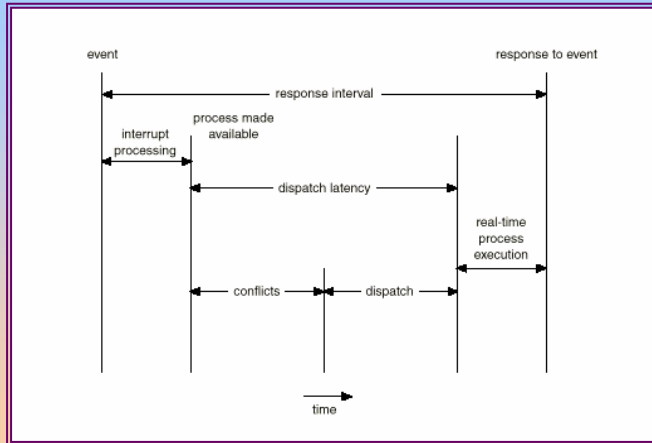 event
response to event
response interval
process made
available
interrupt
processing
dispatch latency
real-time
process
execution
conflicts
dispatch
time